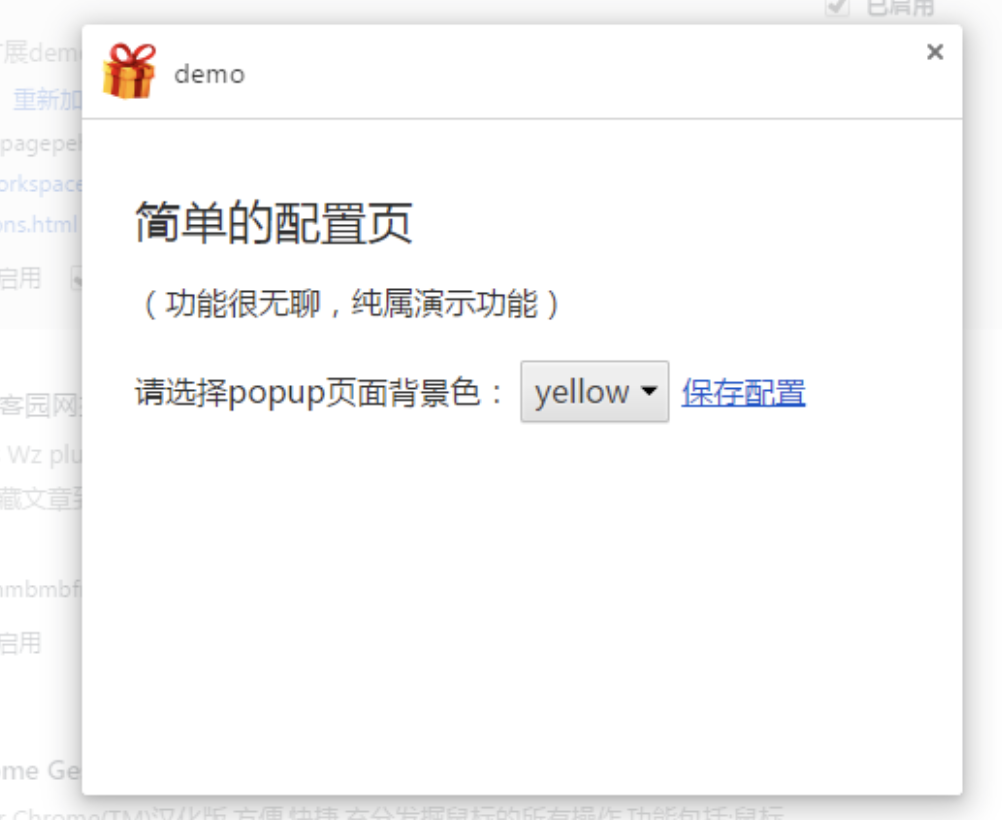 已启用
展dem
demo
重新加
pagepe
orkspace
ons.html
简单的配置页
启用
（功能很无聊，纯属演示功能）
请选择popup页面背景色： yellow 保存配置
客园网
Wz plu
藏文章至
nmbmbf
启用
me Ge
Chrome(TM)汉化版 方便,快捷,充分发掘鼠标的所有操作.功能包括:鼠标